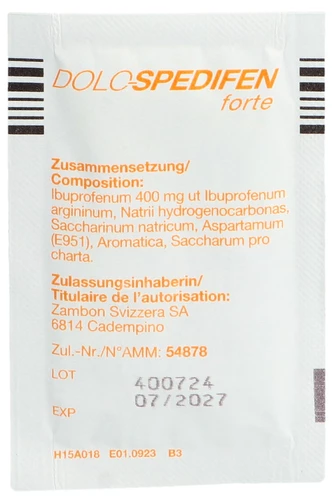 DOLO-SPEDIFEN
forte
Zusammensetzung/
Composition:
Ibuprofenum 400 mg ut Ibuprofenum
argininum, Natrii hydrogenocarbonas,
Saccharinum natricum, Aspartamum
(E951), Aromatica, Saccharum pro
charta.
Zulassungsinhaberin/
Titulaire de l'autorisation:
Zambon Svizzera SA
6814 Cadempino
Zul.-Nr./N°AMM: 54878
LOT 400724
07/2027
EXP
H15A018 E01.0923 B3